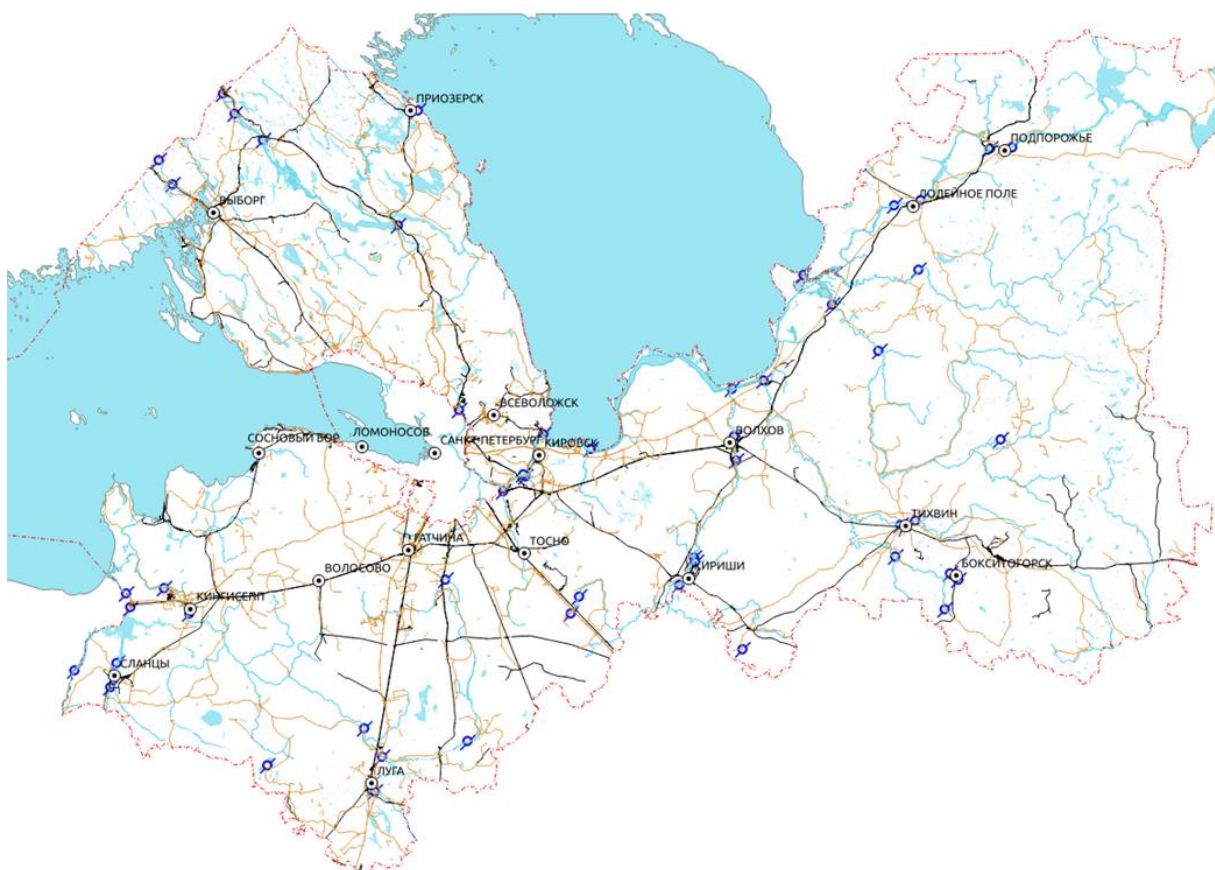 ПРИОЗЕРСК
ПОДПОРОЖЬЕ
ВЫБОРГ
ЛОДЕЙНОЕ ПОЛЕ
ВСЕВОЛОЖСК
ЛОМОНОСОВ
СОСНОВЫЙ БОР
САНКТ-ПЕТЕРБУРГ
КИРОВСК
ВОЛХОВ
ТИХВИН
ГАТЧИНА
ТОСНО
ВОЛОСОВО
КИРИШИ
БОКСИТОГОРСК
КИНГИСЕПП
СЛАНЦЫ
ЛУГА